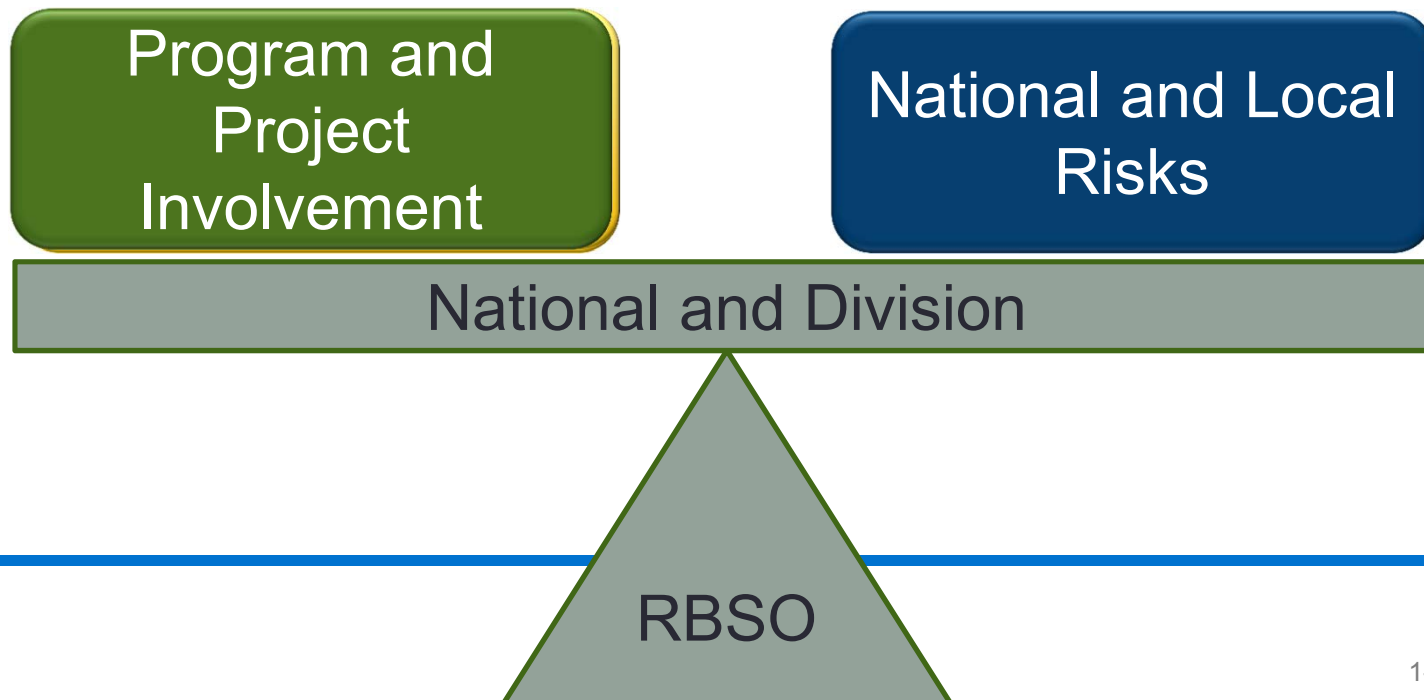 Program and
Project
Involvement
National and Local
Risks
National and Division
RBSO
1